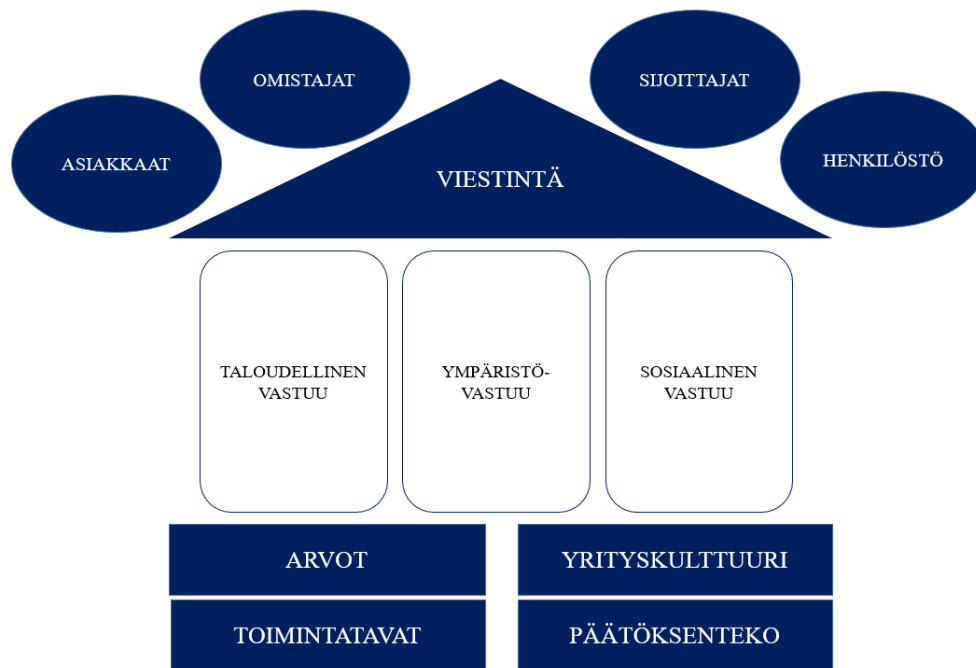 OMISTAJAT
SIJOITTAJAT
ASIAKKAAT
HENKILÖSTÖ
VIESTINTÄ
TALOUDELLINEN
VASTUU
YMPÄRISTÖ-
VASTUU
SOSIAALINEN
VASTUU
ARVOT
YRITYSKULTTUURI
TOIMINTATAVAT
PÄÄTÖKSENTEKO